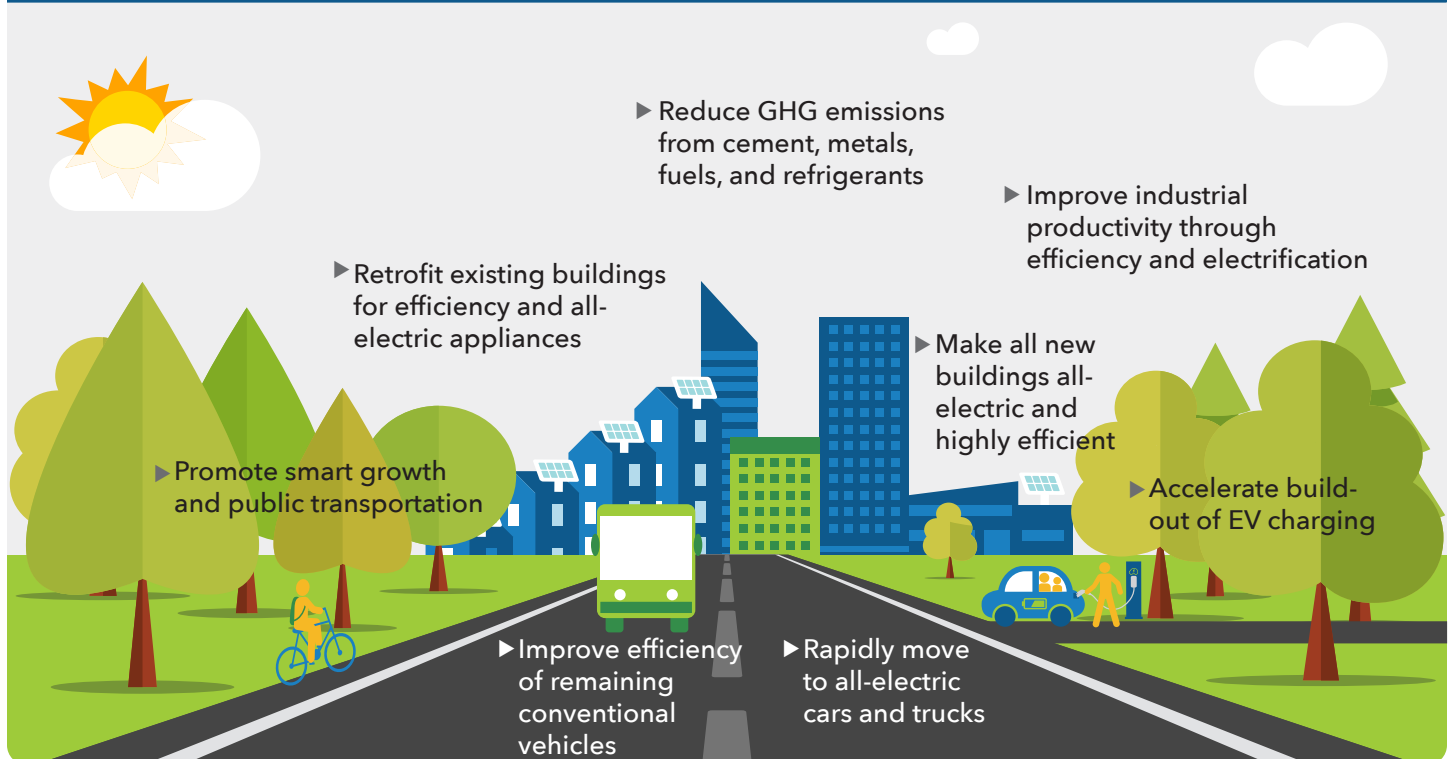 ▶ Reduce GHG emissions
from cement, metals,
fuels, and refrigerants
▶ Improve industrial
productivity through
efficiency and electrification
▶ Retrofit existing buildings
for efficiency and all-
electric appliances
▶ Make all new
buildings all-
electric and
highly efficient
▶ Promote smart growth
and public transportation
▶ Accelerate build-
out of EV charging
▶ Improve efficiency
of remaining
conventional
vehicles
▶ Rapidly move
to all-electric
cars and trucks